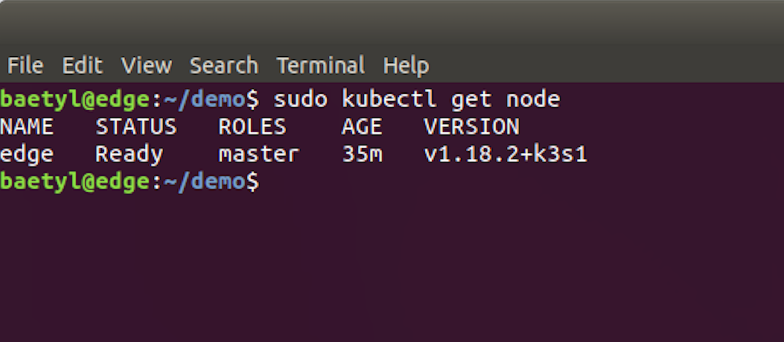 File Edit View Search Terminal Help
baetyl@edge:~/demo$ sudo kubectl get node
NAME STATUS ROLES AGE VERSION
edge Ready master 35m v1.18.2+k3s1
baetyl@edge:~/demo$